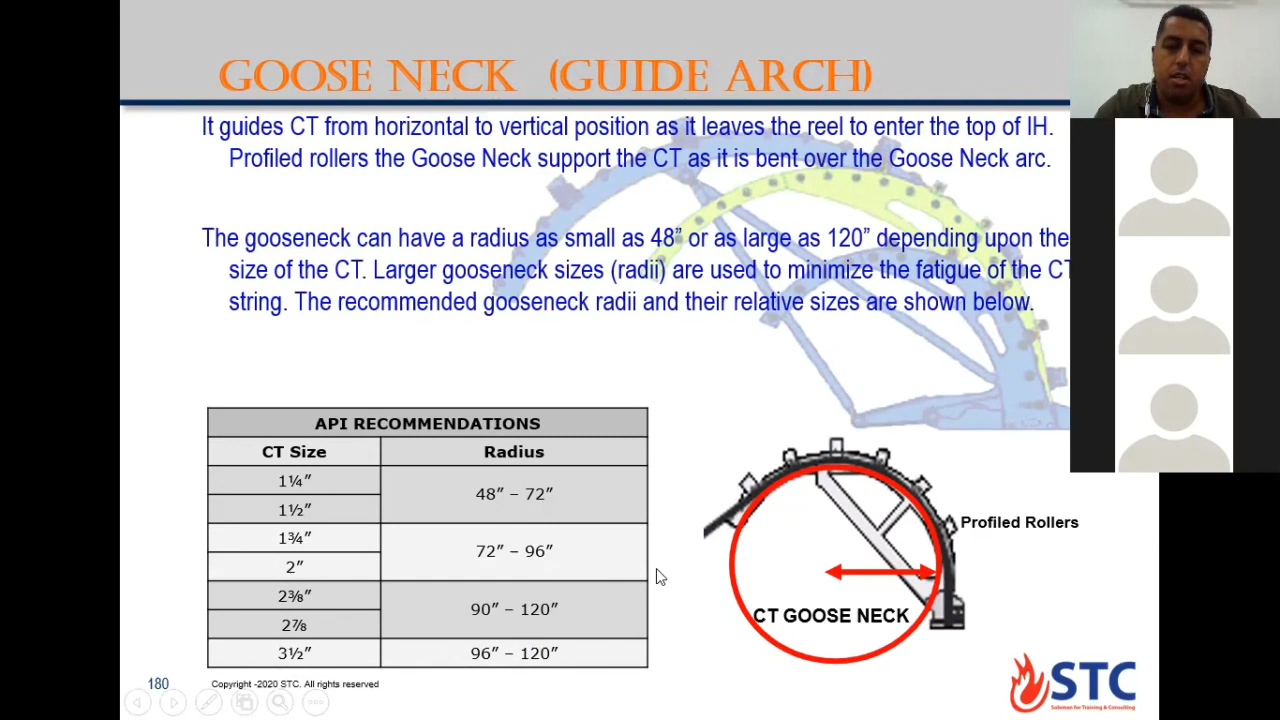 GOOSE NECK (GUIDE ARCH)
It guides CT from horizontal to vertical position as it leaves the reel to enter the top of IH.
Profiled rollers the Goose Neck support the CT as it is bent over the Goose Neck arc.
The gooseneck can have a radius as small as 48” or as large as 120” depending upon the
size of the CT. Larger gooseneck sizes (radii) are used to minimize the fatigue of the CT
string. The recommended gooseneck radii and their relative sizes are shown below.
API RECOMMENDATIONS
CT Size Radius
1¼”
48” – 72”
1½”
1¾”
72” – 96”
2”
2⅜”
90” – 120”
2⅞
3½” 96” – 120”
Profiled Rollers
CT GOOSE NECK
180
Copyright -2020 STC. All rights reserved
STC
Soleman for Training & Consulting